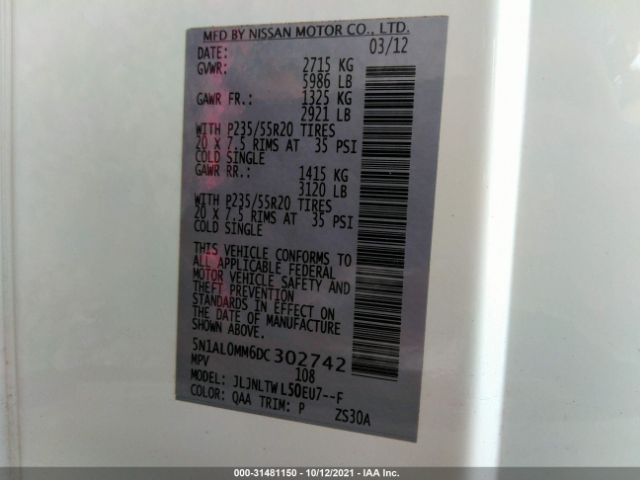 MFD BY NISSAN MOTOR CO., LTD.
DATE: 03/12
GVWR: 2715 KG
5986 LB
GAWR FR.: 1325 KG
2921 LB
WITH P235/55R20 TIRES
20 X 7.5 RIMS AT 35 PSI
COLD SINGLE
GAWR RR.: 1415 KG
3120 LB
WITH P235/55R20 TIRES
20 X 7.5 RIMS AT 35 PSI
COLD SINGLE
THIS VEHICLE CONFORMS TO
ALL APPLICABLE FEDERAL
MOTOR VEHICLE SAFETY AND
THEFT PREVENTION
STANDARDS IN EFFECT ON
THE DATE OF MANUFACTURE
SHOWN ABOVE.
5N1AL0MM6DC302742
MPV 108
MODEL: JLJNLTWL50EU7--F
COLOR: QAA TRIM: P ZS30A
000-31481150 - 10/12/2021 - IAA Inc.